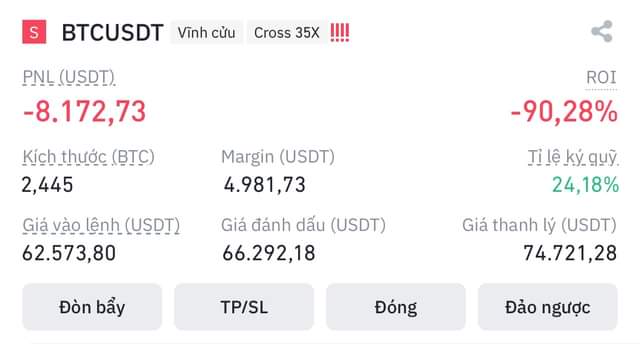 S BTCUSDT Vĩnh cửu Cross 35X !!!!
PNL (USDT) ROI
-8.172,73 -90,28%
Kích thước (BTC) Margin (USDT) Tỉ lệ ký quỹ
2,445 4.981,73 24,18%
Giá vào lệnh (USDT) Giá đánh dấu (USDT) Giá thanh lý (USDT)
62.573,80 66.292,18 74.721,28
Đòn bẩy TP/SL Đóng Đảo ngược